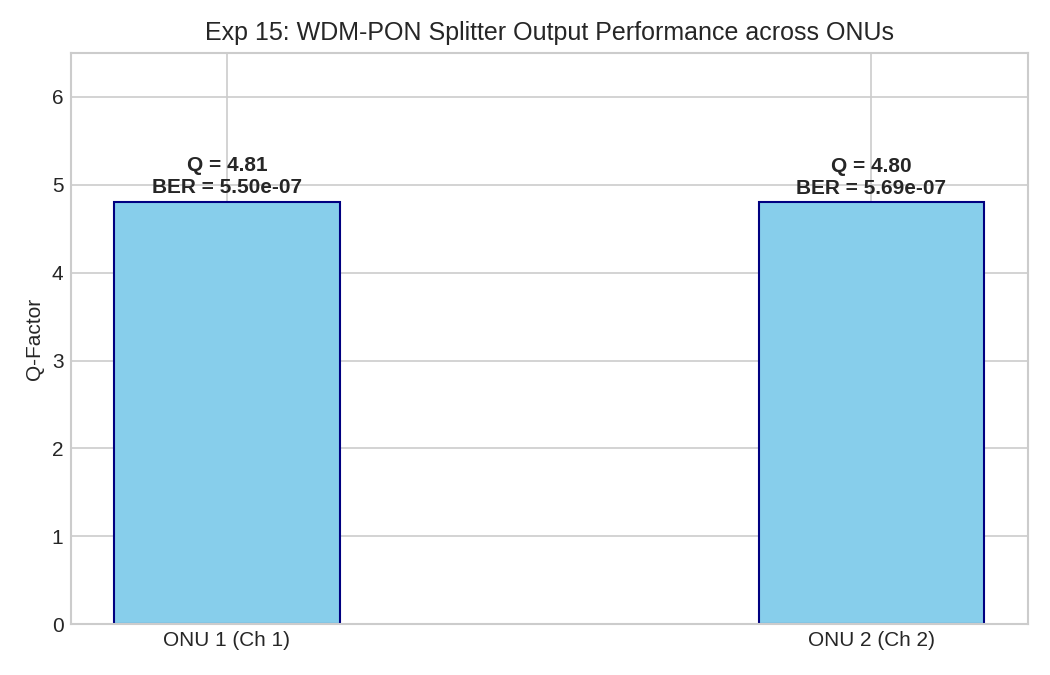 Exp 15: WDM-PON Splitter Output Performance across ONUs
Q-Factor
6
5
4
3
2
1
0
Q = 4.81
BER = 5.50e-07
Q = 4.80
BER = 5.69e-07
ONU 1 (Ch 1)
ONU 2 (Ch 2)